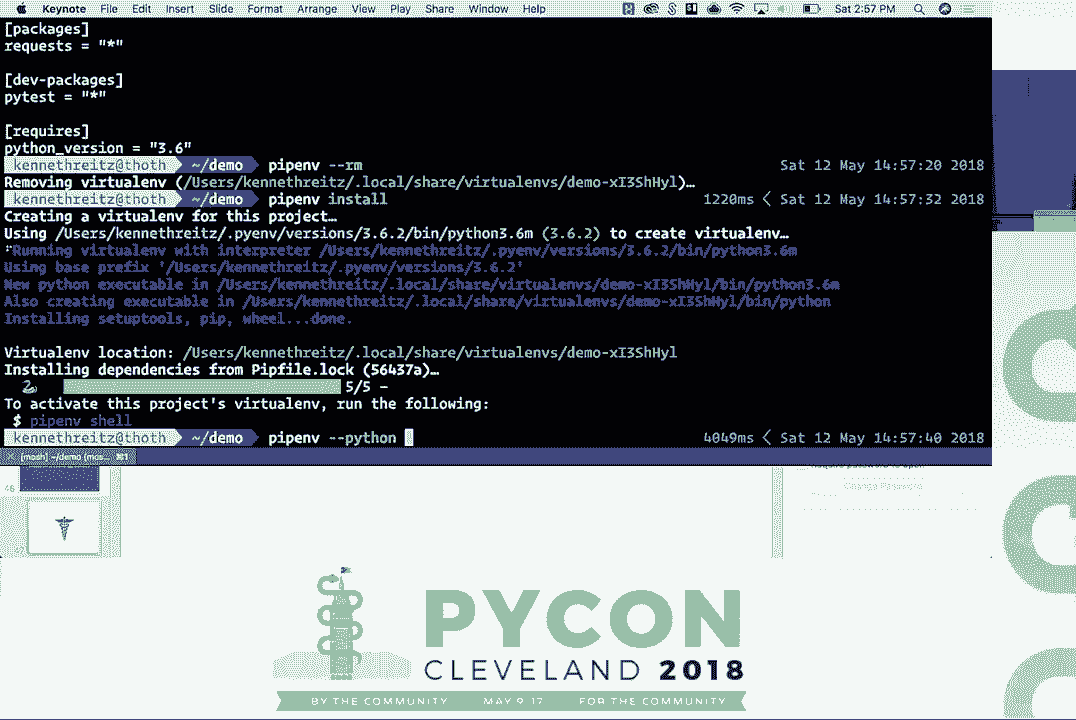 Keynote File Edit Insert Slide Format Arrange View Play Share Window Help Sat 2:57 PM
[packages]
requests = "*"
[dev-packages]
pytest = "*"
[requires]
python_version = "3.6"
kennethreitz@thoth ~/demo pipenv --rm Sat 12 May 14:57:20 2018
Removing virtualenv (/Users/kennethreitz/.local/share/virtualenvs/demo-xI3ShHyl)…
kennethreitz@thoth ~/demo pipenv install 1220ms < Sat 12 May 14:57:32 2018
Creating a virtualenv for this project…
Using /Users/kennethreitz/.pyenv/versions/3.6.2/bin/python3.6m (3.6.2) to create virtualenv…
Running virtualenv with interpreter /Users/kennethreitz/.pyenv/versions/3.6.2/bin/python3.6m
Using base prefix '/Users/kennethreitz/.pyenv/versions/3.6.2'
New python executable in /Users/kennethreitz/.local/share/virtualenvs/demo-xI3ShHyl/bin/python3.6m
Also creating executable in /Users/kennethreitz/.local/share/virtualenvs/demo-xI3ShHyl/bin/python
Installing setuptools, pip, wheel...done.
Virtualenv location: /Users/kennethreitz/.local/share/virtualenvs/demo-xI3ShHyl
Installing dependencies from Pipfile.lock (56437a)…
5/5 –
To activate this project's virtualenv, run the following:
$ pipenv shell
kennethreitz@thoth ~/demo pipenv --python 4049ms < Sat 12 May 14:57:40 2018
[mosh] ~/demo (mos... ⌘1
46
Change Password
47
PYCON
CLEVELAND 2018
BY THE COMMUNITY MAY 9-17 FOR THE COMMUNITY